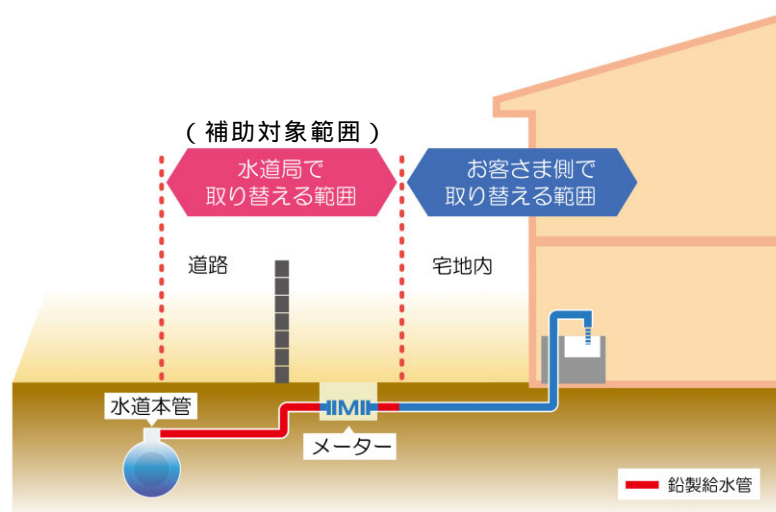 (補助対象範囲)
水道局で
取り替える範囲
お客さま側で
取り替える範囲
道路
宅地内
水道本管
メーター
鉛製給水管